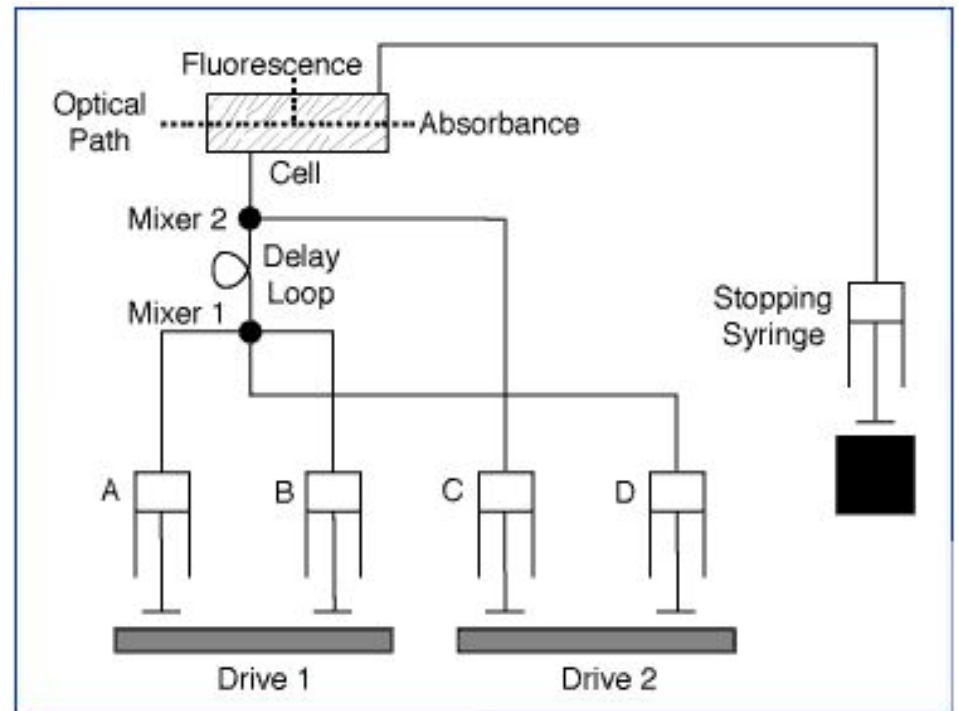 Fluorescence
Optical
Path
Absorbance
Cell
Mixer 2
Delay
Loop
Mixer 1
Stopping
Syringe
A
B
C
D
Drive 1
Drive 2